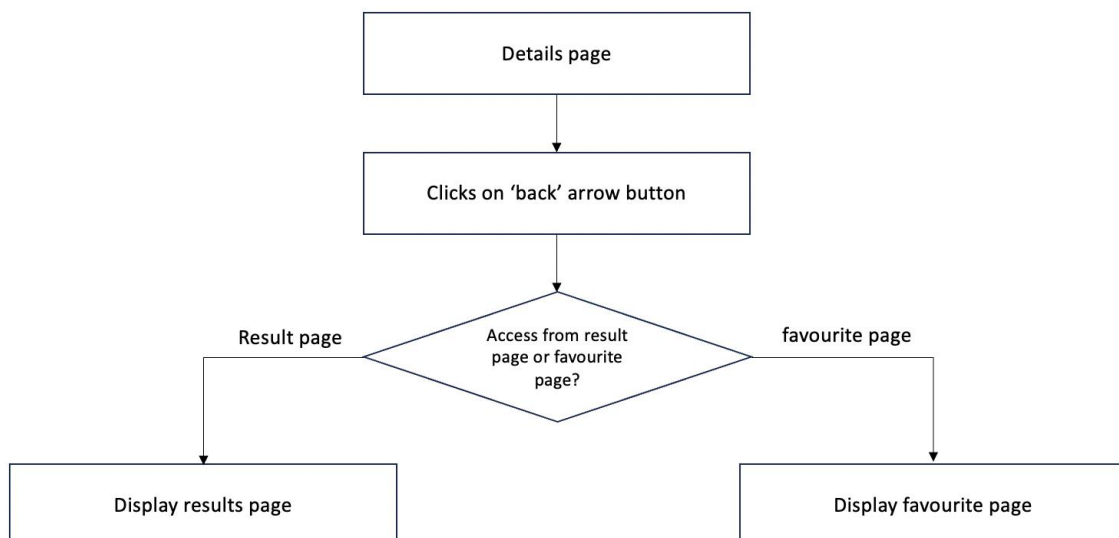 Details page
Clicks on ‘back’ arrow button
Result page
Access from result
page or favourite
page?
favourite page
Display results page
Display favourite page